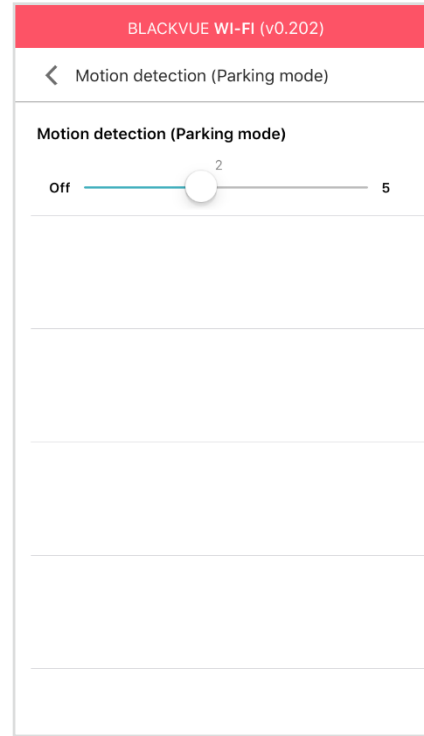 BLACKVUE WI-FI (v0.202)
Motion detection (Parking mode)
Motion detection (Parking mode)
2
Off 5